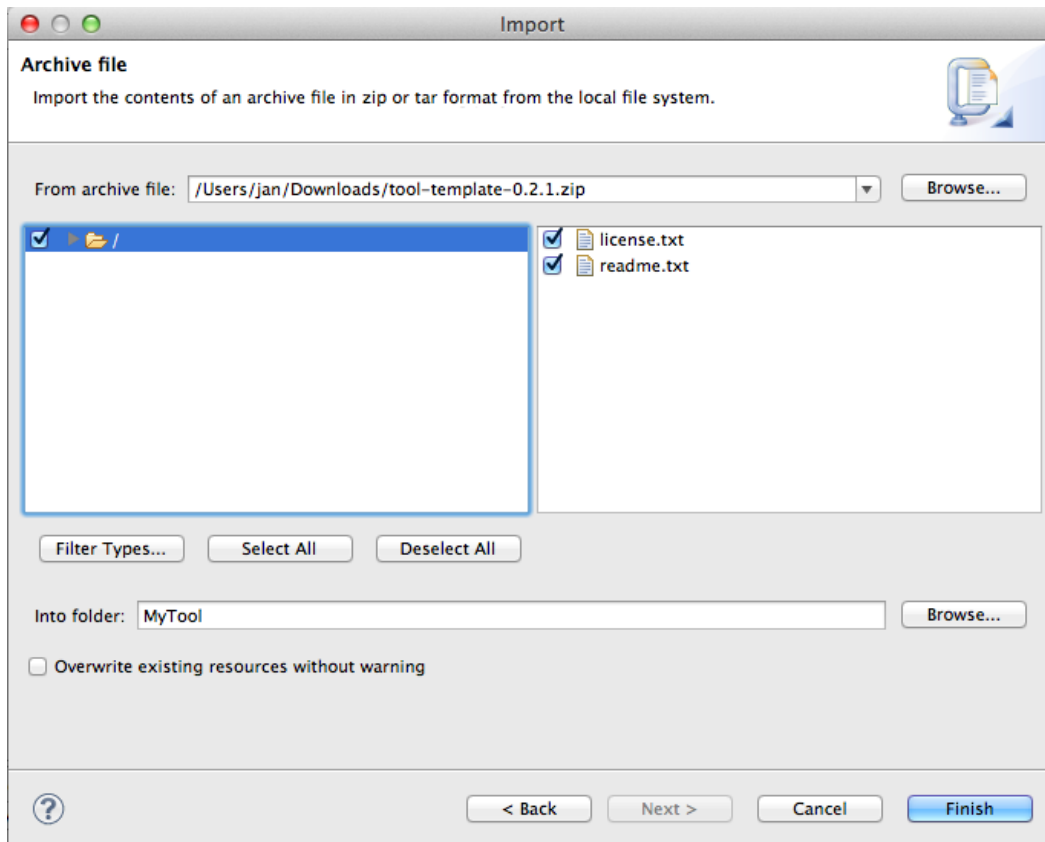 Import
Archive file
Import the contents of an archive file in zip or tar format from the local file system.
From archive file: /Users/jan/Downloads/tool-template-0.2.1.zip Browse...
/ license.txt
readme.txt
Filter Types... Select All Deselect All
Into folder: MyTool Browse...
Overwrite existing resources without warning
? < Back Next > Cancel Finish